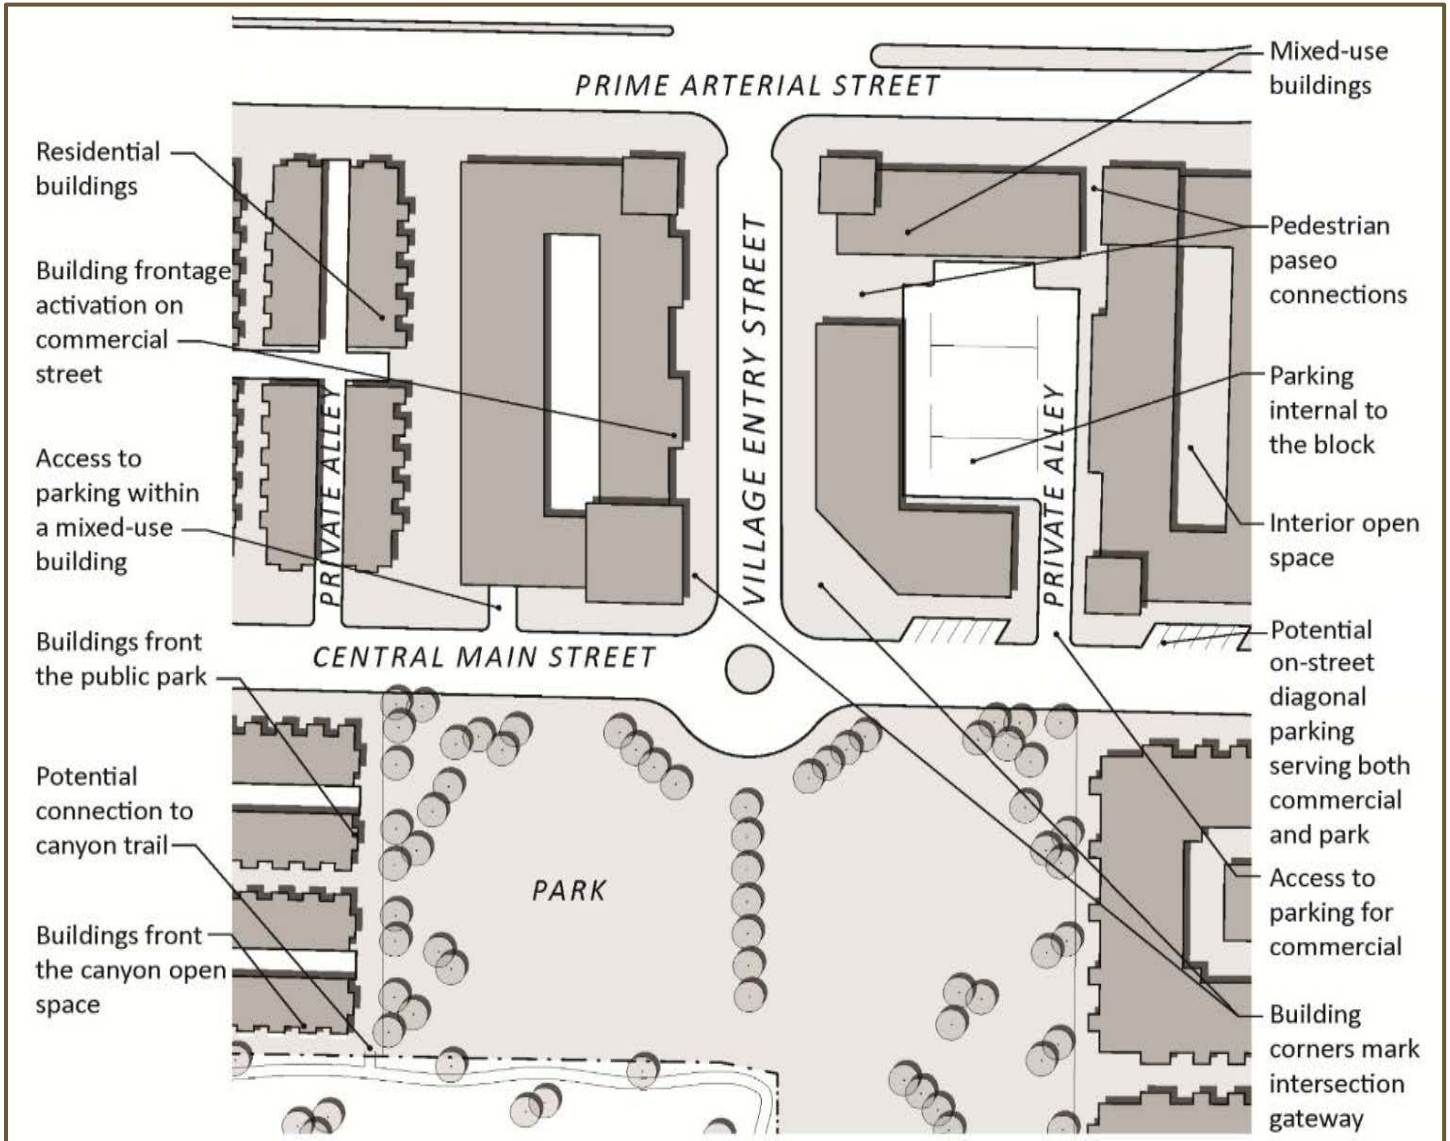 PRIME ARTERIAL STREET
Residential
buildings
Building frontage
activation on
commercial
street
Access to
parking within
a mixed-use
building
Buildings front
the public park
Potential
connection to
canyon trail
Buildings front
the canyon open
space
PRIVATE ALLEY
VILLAGE ENTRY STREET
PRIVATE ALLEY
CENTRAL MAIN STREET
PARK
Mixed-use
buildings
Pedestrian
paseo
connections
Parking
internal to
the block
Interior open
space
Potential
on-street
diagonal
parking
serving both
commercial
and park
Access to
parking for
commercial
Building
corners mark
intersection
gateway